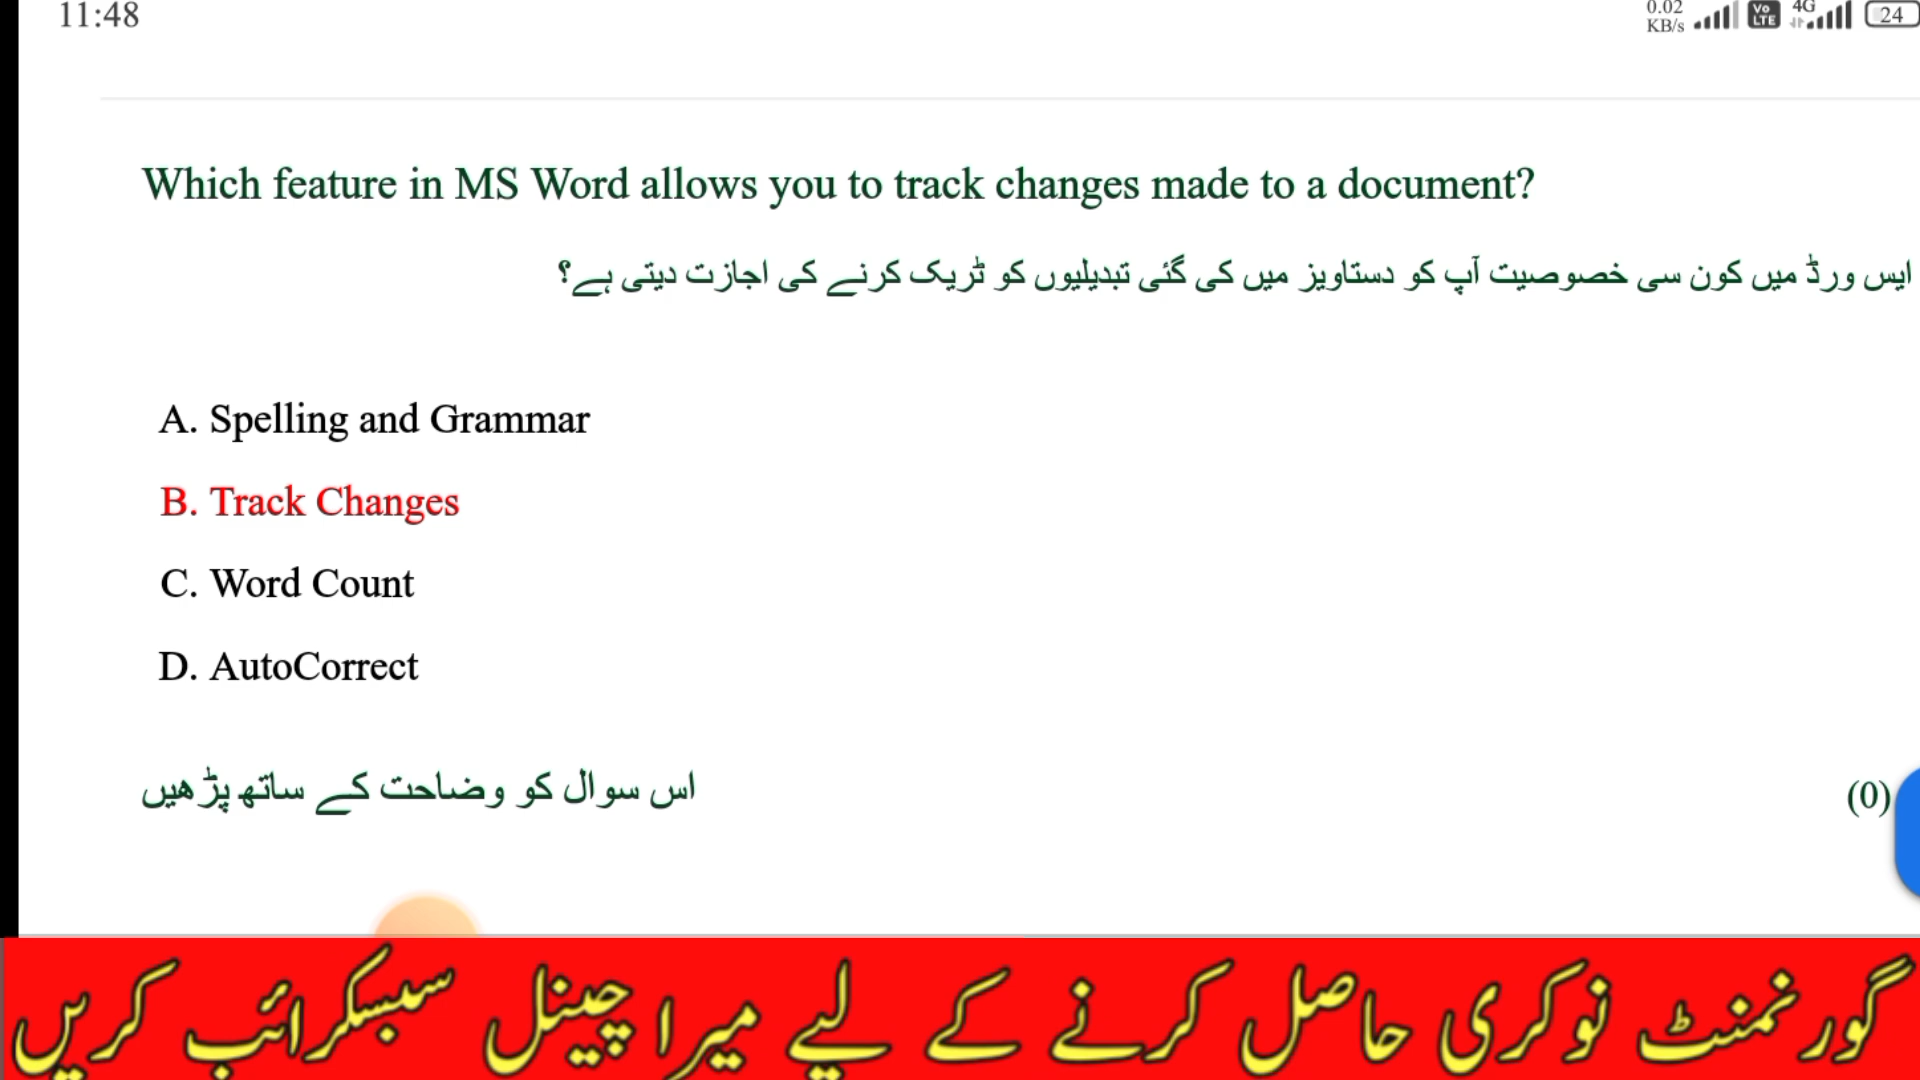 11:48
0.02 KB/s Vo LTE 4G 24
Which feature in MS Word allows you to track changes made to a document?
ایس ورڈ میں کون سی خصوصیت آپ کو دستاویز میں کی گئی تبدیلیوں کو ٹریک کرنے کی اجازت دیتی ہے؟
A. Spelling and Grammar
B. Track Changes
C. Word Count
D. AutoCorrect
اس سوال کو وضاحت کے ساتھ پڑھیں
(0)
گورنمنٹ نوکری حاصل کرنے کے لیے میرا چینل سبسکرائب کریں